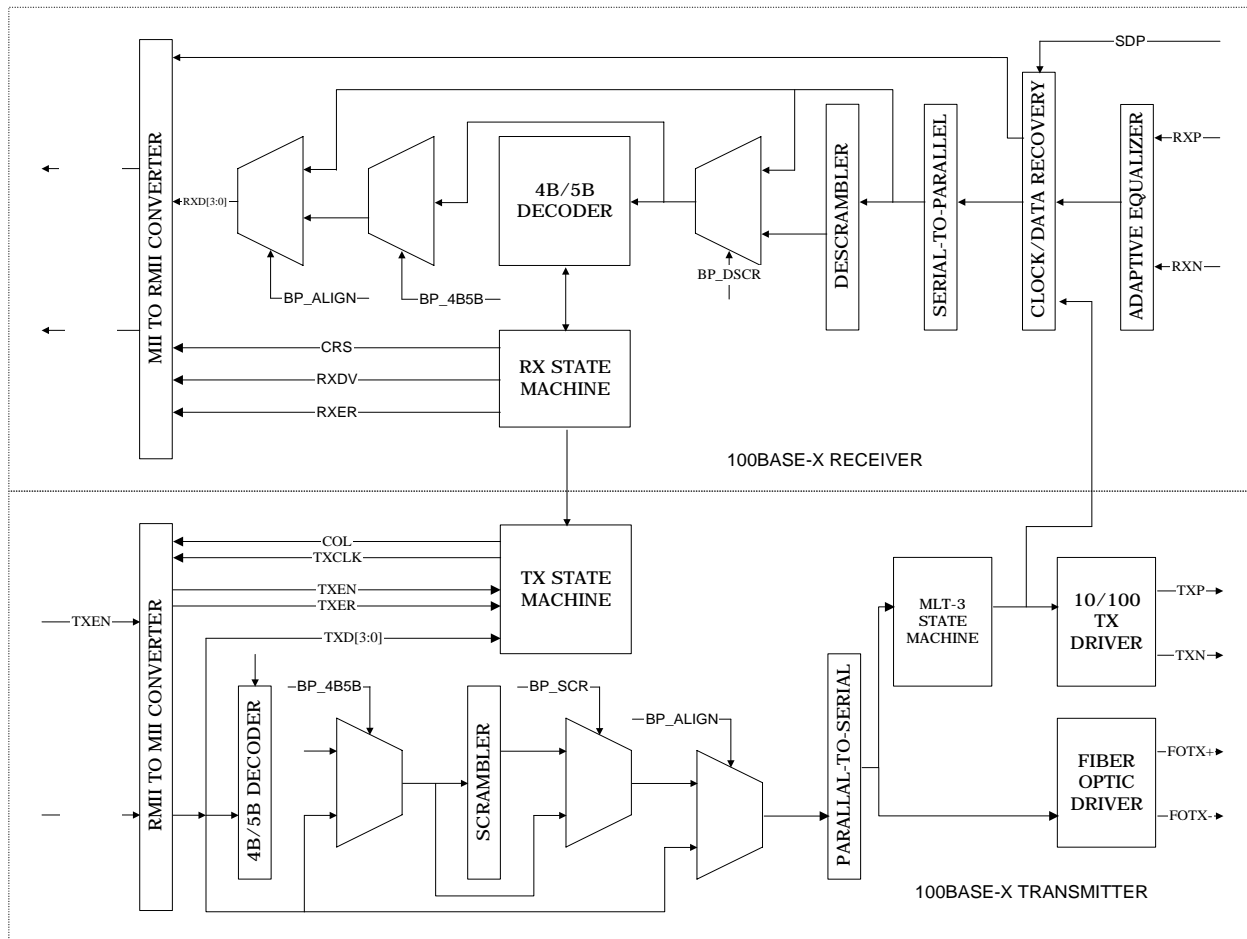 SDP
MII TO RMII CONVERTER
RXD[3:0]
BP_ALIGN
BP_4B5B
4B/5B
DECODER
BP_DSCR
DESCRAMBLER
SERIAL-TO-PARALLEL
CLOCK/DATA RECOVERY
ADAPTIVE EQUALIZER
RXP
RXN
CRS
RXDV
RXER
RX STATE
MACHINE
100BASE-X RECEIVER
RMII TO MII CONVERTER
TXEN
COL
TXCLK
TXEN
TXER
TXD[3:0]
TX STATE
MACHINE
4B/5B DECODER
BP_4B5B
SCRAMBLER
BP_SCR
BP_ALIGN
PARALLAL-TO-SERIAL
MLT-3
STATE
MACHINE
10/100
TX
DRIVER
TXP
TXN
FIBER
OPTIC
DRIVER
FOTX+
FOTX-
100BASE-X TRANSMITTER